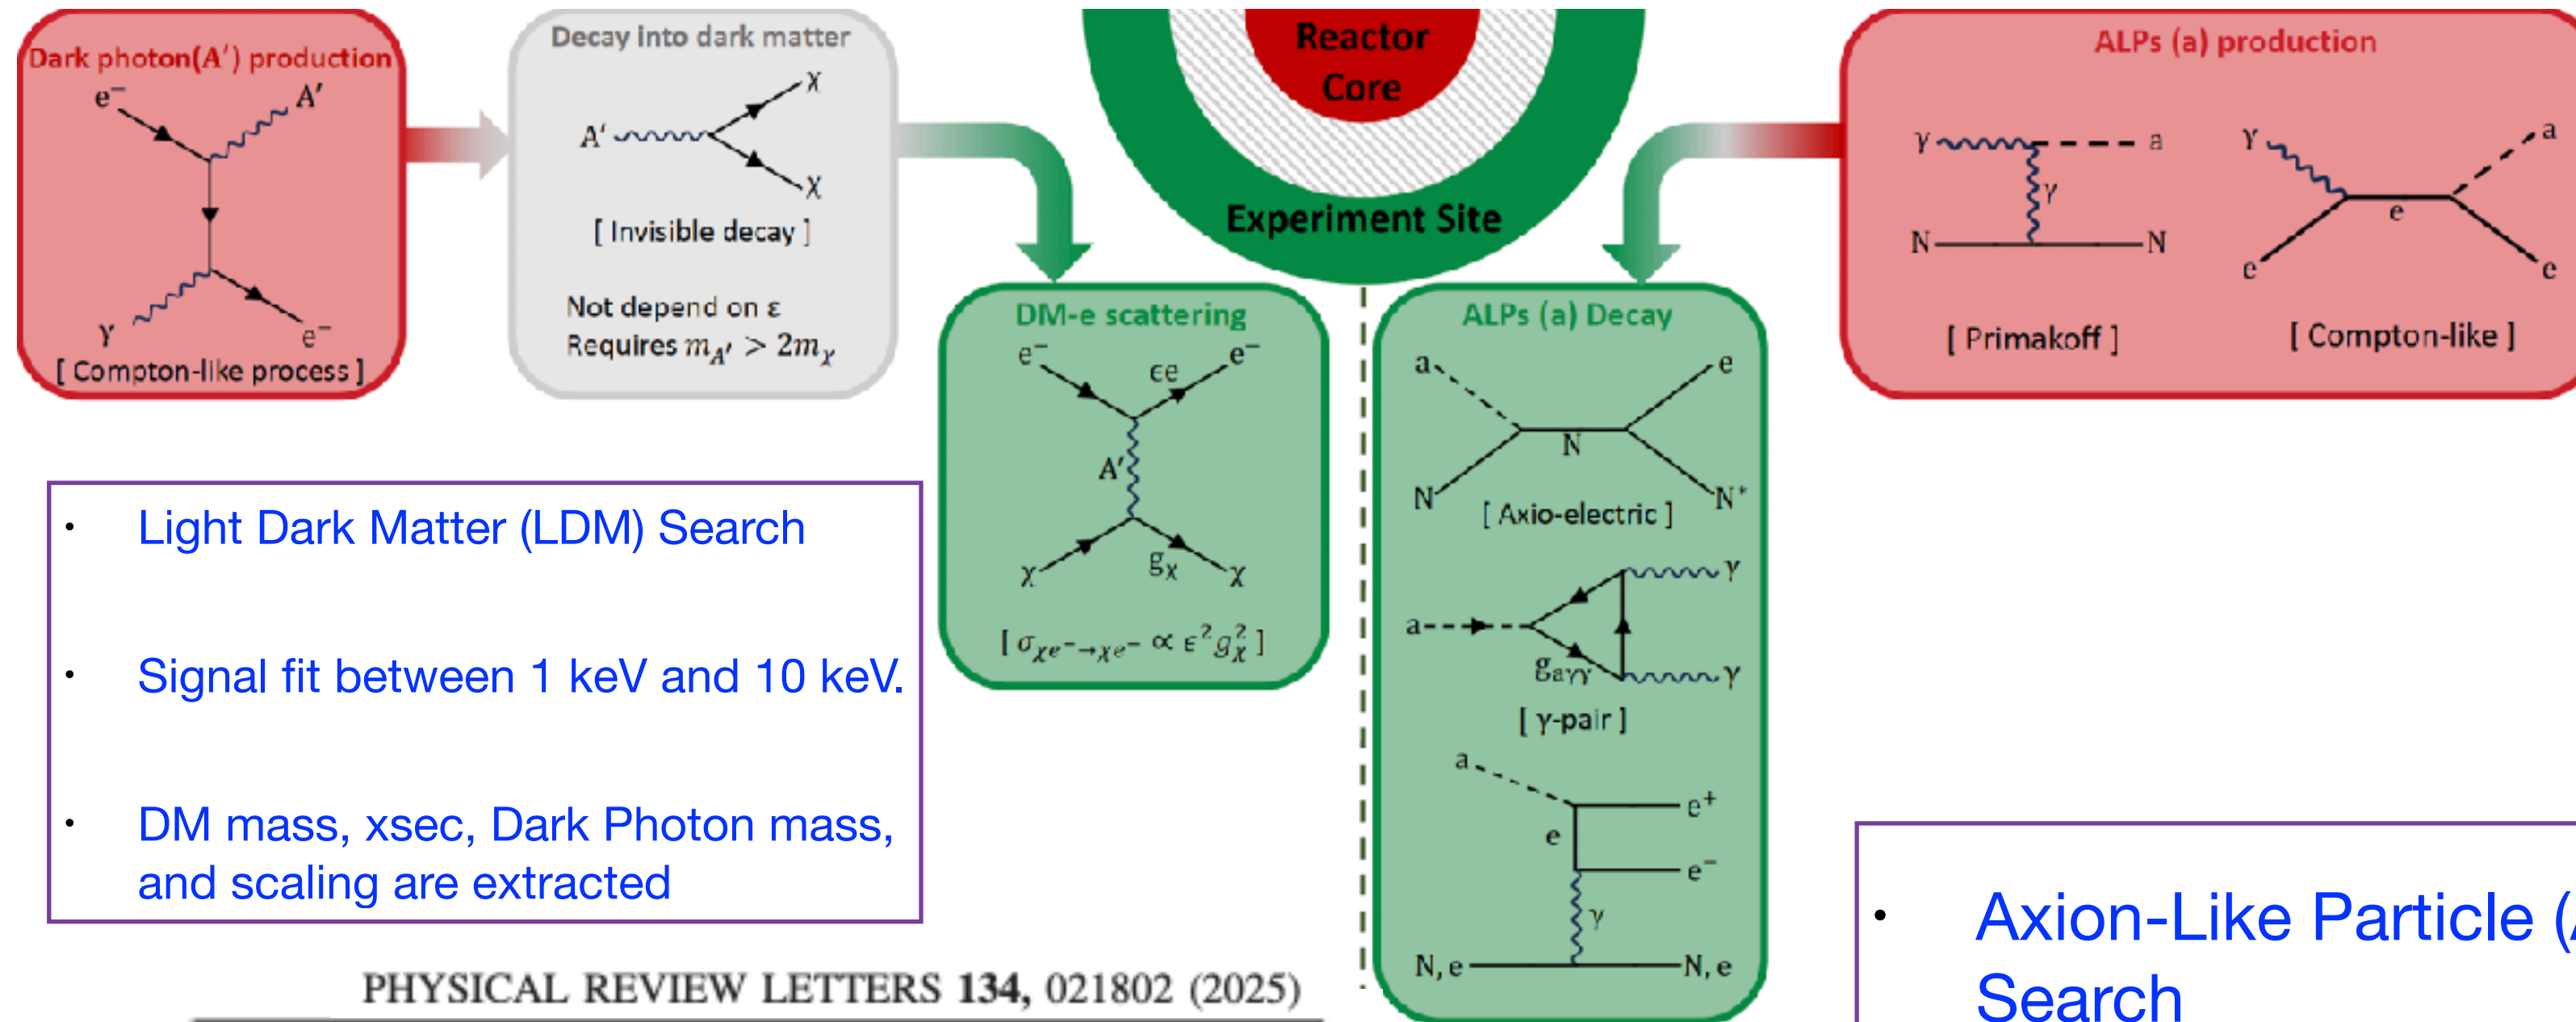 Dark photon(A′) production
e⁻
A′
γ
e⁻
[ Compton-like process ]
Decay into dark matter
A′
χ
χ
[ Invisible decay ]
Not depend on ε
Requires m_A′ > 2m_χ
Reactor
Core
Experiment Site
ALPs (a) production
γ
a
γ
N
N
[ Primakoff ]
γ
a
e
e
e
[ Compton-like ]
DM-e scattering
e⁻
e⁻
ϵe
A′
χ
g_χ
χ
[ σ_χe⁻→χe⁻ ∝ ϵ²g_χ² ]
ALPs (a) Decay
a
e
N
N
N*
[ Axio-electric ]
a
γ
g_aγγ
γ
[ γ-pair ]
a
e⁺
e
e⁻
γ
N, e
N, e
• Light Dark Matter (LDM) Search
• Signal fit between 1 keV and 10 keV.
• DM mass, xsec, Dark Photon mass,
and scaling are extracted
PHYSICAL REVIEW LETTERS 134, 021802 (2025)
• Axion-Like Particle (
Search